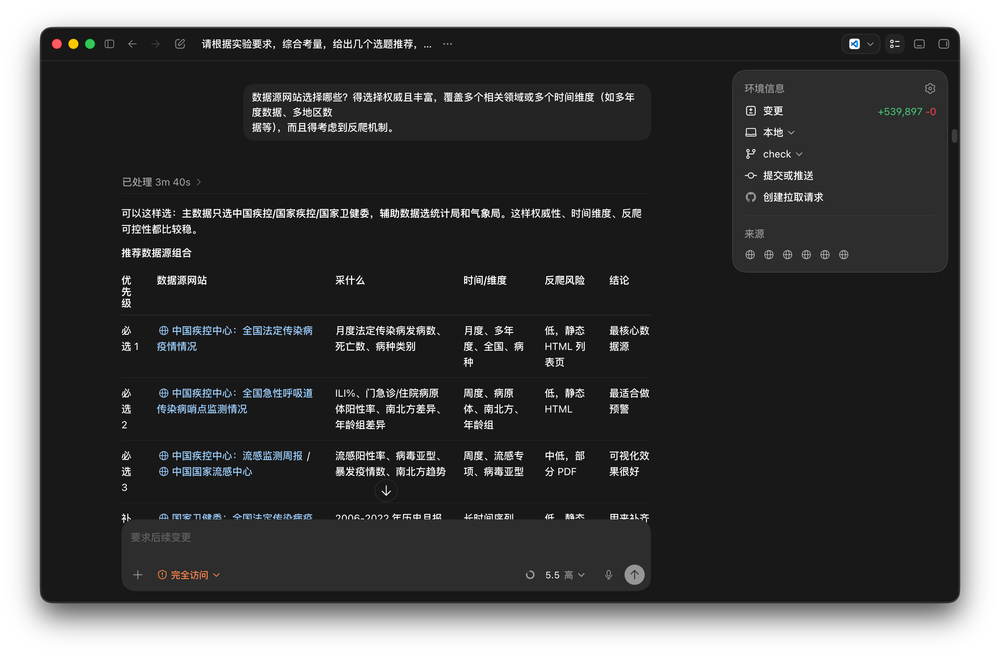 请根据实验要求，综合考量，给出几个选题推荐，...
数据源网站选择哪些？得选择权威且丰富，覆盖多个相关领域或多个时间维度（如多年
度数据、多地区数
据等），而且得考虑到反爬机制。
已处理 3m 40s
可以这样选：主数据只选中国疾控/国家疾控/国家卫健委，辅助数据选统计局和气象局。这样权威性、时间维度、反爬
可控性都比较稳。
推荐数据源组合
优
先
级
数据源网站
采什么
时间/维度
反爬风险
结论
必
选 1
中国疾控中心：全国法定传染病
疫情情况
月度法定传染病发病数、
死亡数、病种类别
月度、多年
度、全国、病
种
低，静态
HTML 列
表页
最核心数
据源
必
选
2
中国疾控中心：全国急性呼吸道
传染病哨点监测情况
ILI%、门急诊/住院病原
体阳性率、南北方差异、
年龄组差异
周度、病原
体、南北方、
年龄组
低，静态
HTML
最适合做
预警
必
选
3
中国疾控中心：流感监测周报 /
中国国家流感中心
流感阳性率、病毒亚型、
暴发疫情数、南北方趋势
周度、流感专
项、病毒亚型
中低，部
分 PDF
可视化效
果很好
补
国家卫健委：全国法定传染病疫
2006-2022 年历史月报
长时间序列
低，静态
用来补齐
要求后续变更
完全访问
5.5 高
环境信息
变更
+539,897 -0
本地
check
提交或推送
创建拉取请求
来源